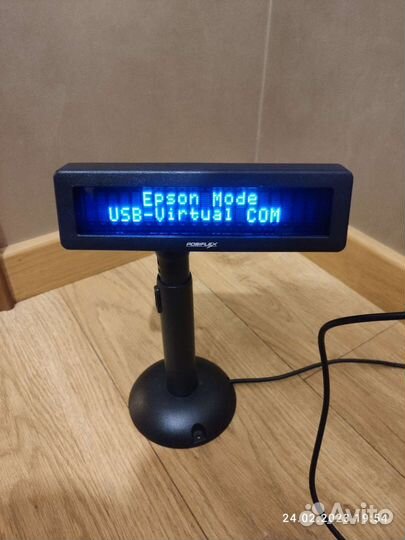 Epson Mode
USB-Virtual COM
POSIFLEX
24.02.2023 19:54
Avito